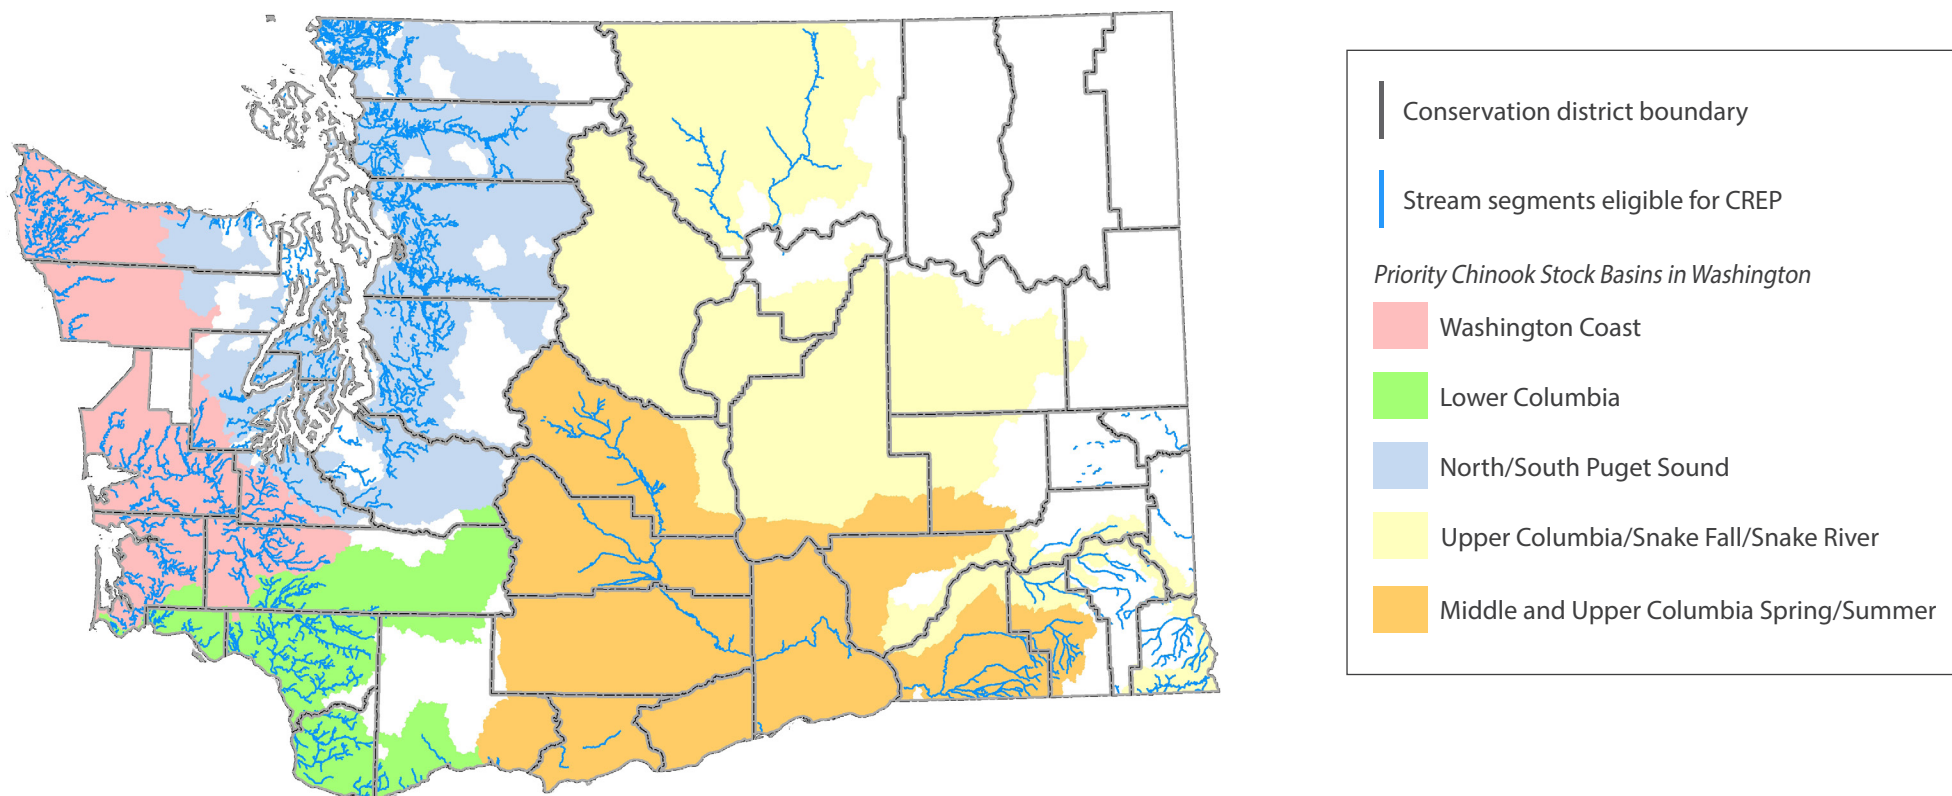 Conservation district boundary
Stream segments eligible for CREP
Priority Chinook Stock Basins in Washington
Washington Coast
Lower Columbia
North/South Puget Sound
Upper Columbia/Snake Fall/Snake River
Middle and Upper Columbia Spring/Summer